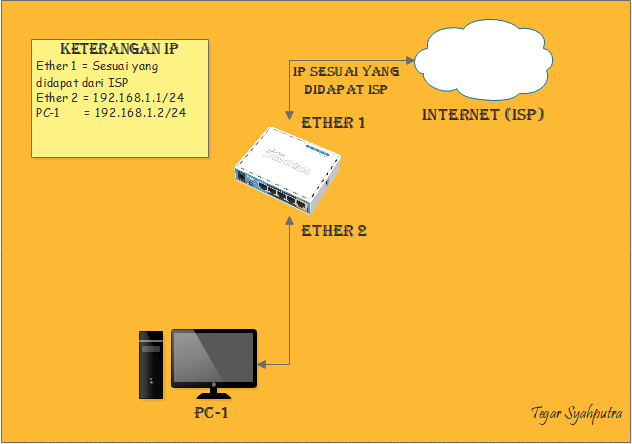 KETERANGAN IP
Ether 1 = Sesuai yang
didapat dari ISP
Ether 2 = 192.168.1.1/24
PC-1 = 192.168.1.2/24
IP SESUAI YANG
DIDAPAT ISP
INTERNET (ISP)
ETHER 1
ETHER 2
PC-1
Tegar Syahputra